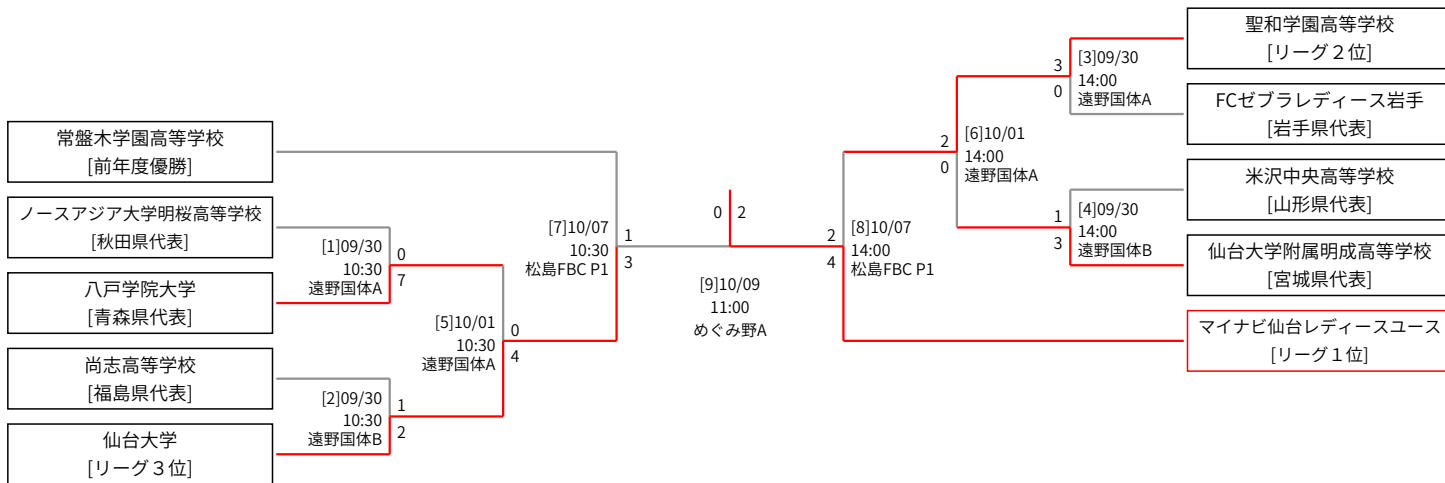 常盤木学園高等学校
[前年度優勝]
ノースアジア大学明桜高等学校
[秋田県代表]
八戸学院大学
[青森県代表]
尚志高等学校
[福島県代表]
仙台大学
[リーグ３位]
[1]09/30
10:30
遠野国体A
0
7
[2]09/30
10:30
遠野国体B
1
2
[5]10/01
10:30
遠野国体A
0
4
[7]10/07
10:30
松島FBC P1
1
3
0
2
[9]10/09
11:00
めぐみ野A
2
4
[8]10/07
14:00
松島FBC P1
2
0
[6]10/01
14:00
遠野国体A
3
0
[3]09/30
14:00
遠野国体A
1
3
[4]09/30
14:00
遠野国体B
聖和学園高等学校
[リーグ２位]
FCゼブラレディース岩手
[岩手県代表]
米沢中央高等学校
[山形県代表]
仙台大学附属明成高等学校
[宮城県代表]
マイナビ仙台レディースユース
[リーグ１位]